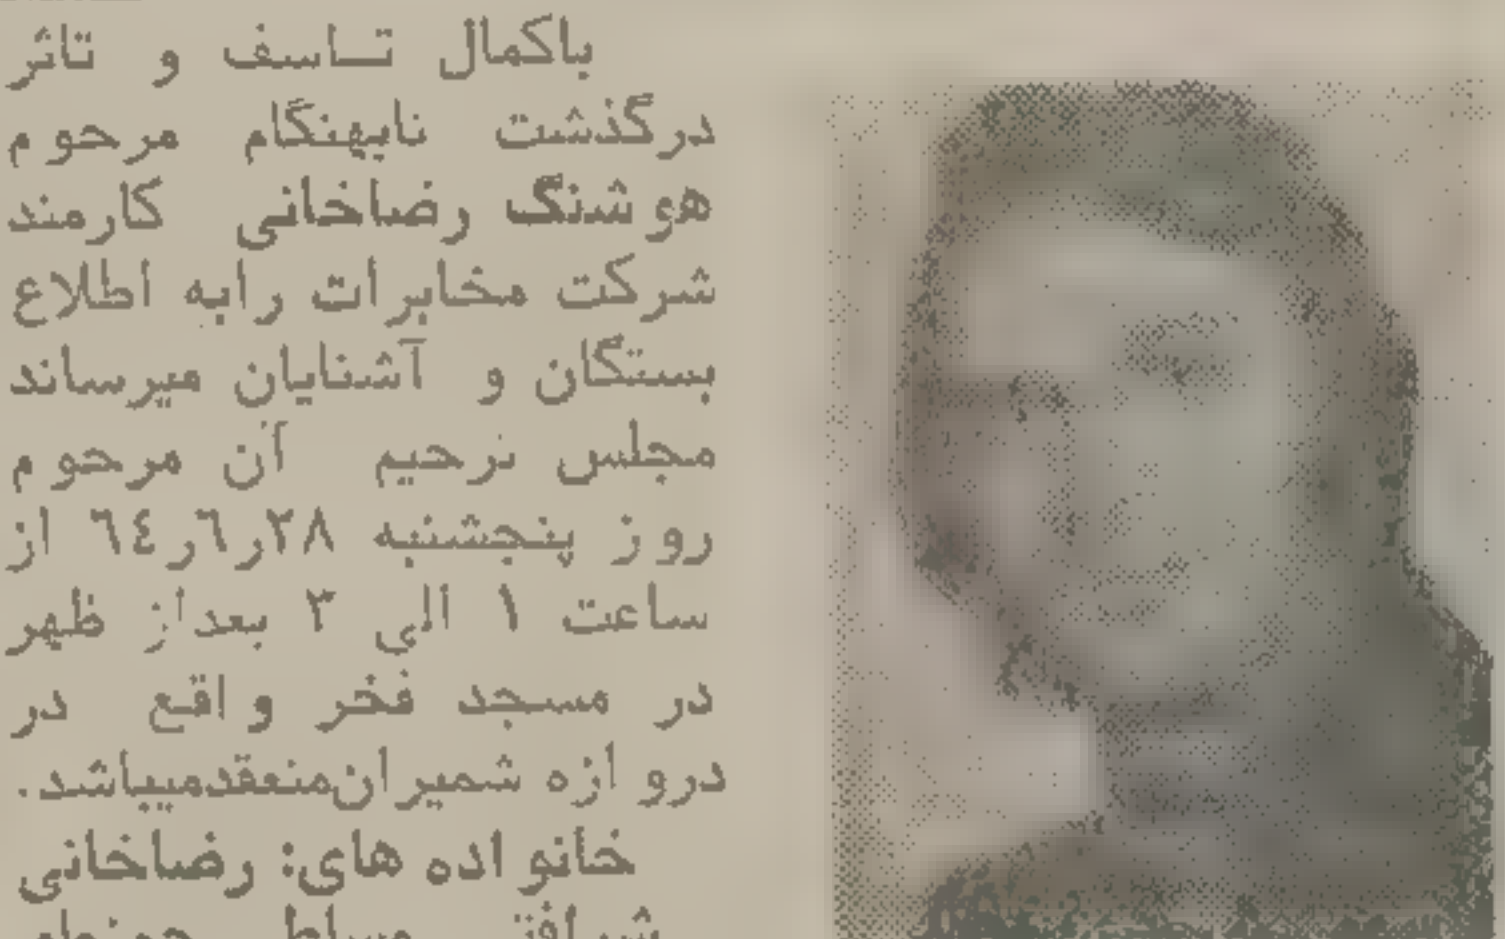 باکمال تاسف و تاثر
درگذشت نابهنگام مرحوم
هوشنگ رضاخانی کارمند
شرکت مخابرات رابه اطلاع
بستگان و آشنایان میرساند
مجلس ترحیم آن مرحوم
روز پنجشنبه ۲۸ر۶ر۶۴ از
ساعت ۱ الی ۳ بعداز ظهر
در مسجد فخر واقع در
دروازه شمیران منعقدمیباشد.
خانواده های: رضاخانی